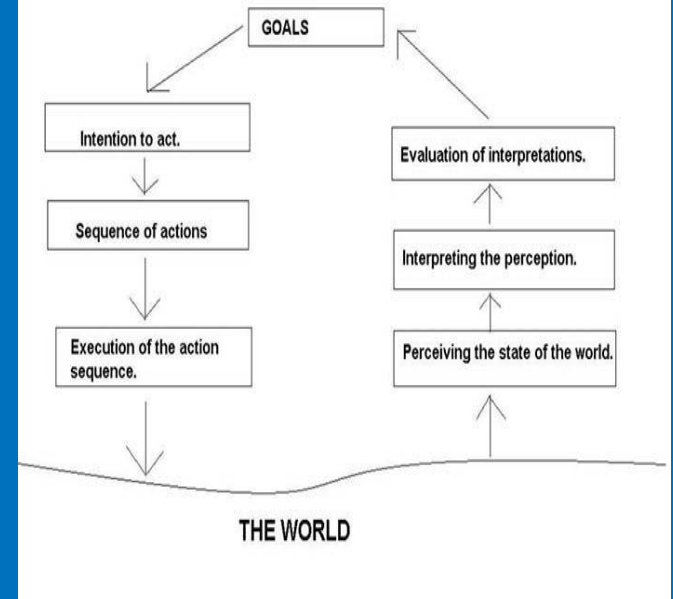 GOALS
Intention to act.
Sequence of actions
Execution of the action
sequence.
Evaluation of interpretations.
Interpreting the perception.
Perceiving the state of the world.
THE WORLD